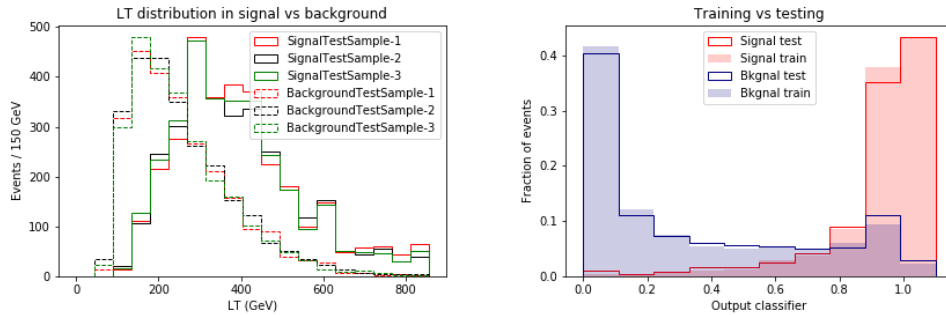 LT distribution in signal vs background
Events / 150 GeV
500
400
300
200
100
0
SignalTestSample-1
SignalTestSample-2
SignalTestSample-3
BackgroundTestSample-1
BackgroundTestSample-2
BackgroundTestSample-3
0 200 400 600 800
LT (GeV)
Training vs testing
Fraction of events
0.4
0.3
0.2
0.1
0.0
Signal test
Signal train
Bkgnal test
Bkgnal train
0.0 0.2 0.4 0.6 0.8 1.0
Output classifier